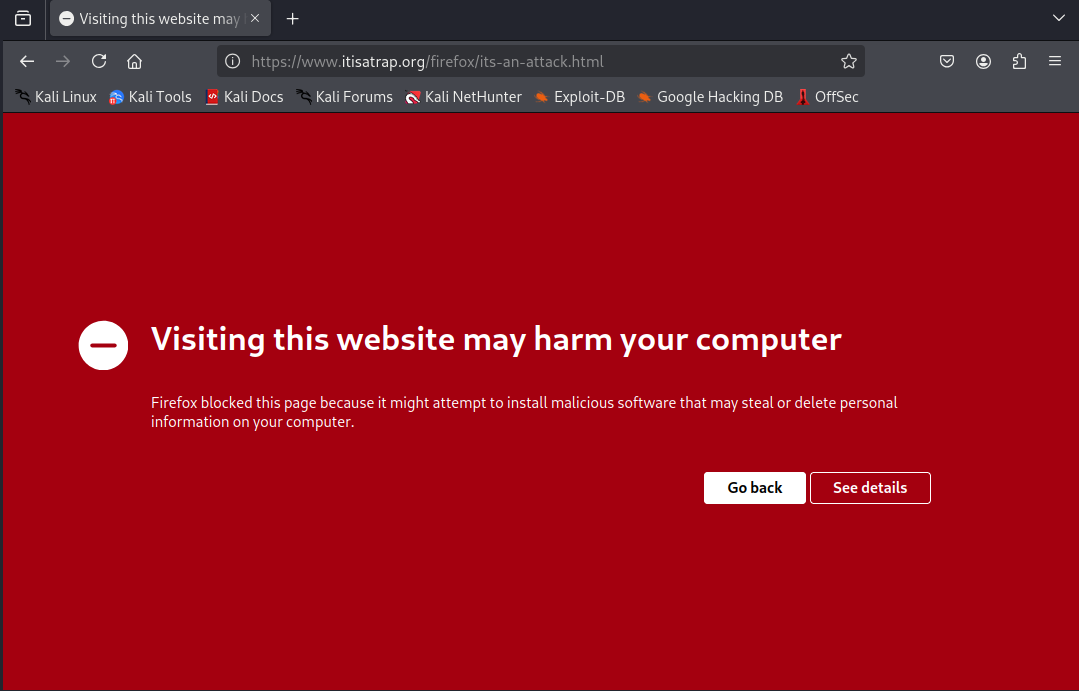 Visiting this website may
https://www.itisatrap.org/firefox/its-an-attack.html
Kali Linux Kali Tools Kali Docs Kali Forums Kali NetHunter Exploit-DB Google Hacking DB OffSec
Visiting this website may harm your computer
Firefox blocked this page because it might attempt to install malicious software that may steal or delete personal
information on your computer.
Go back See details